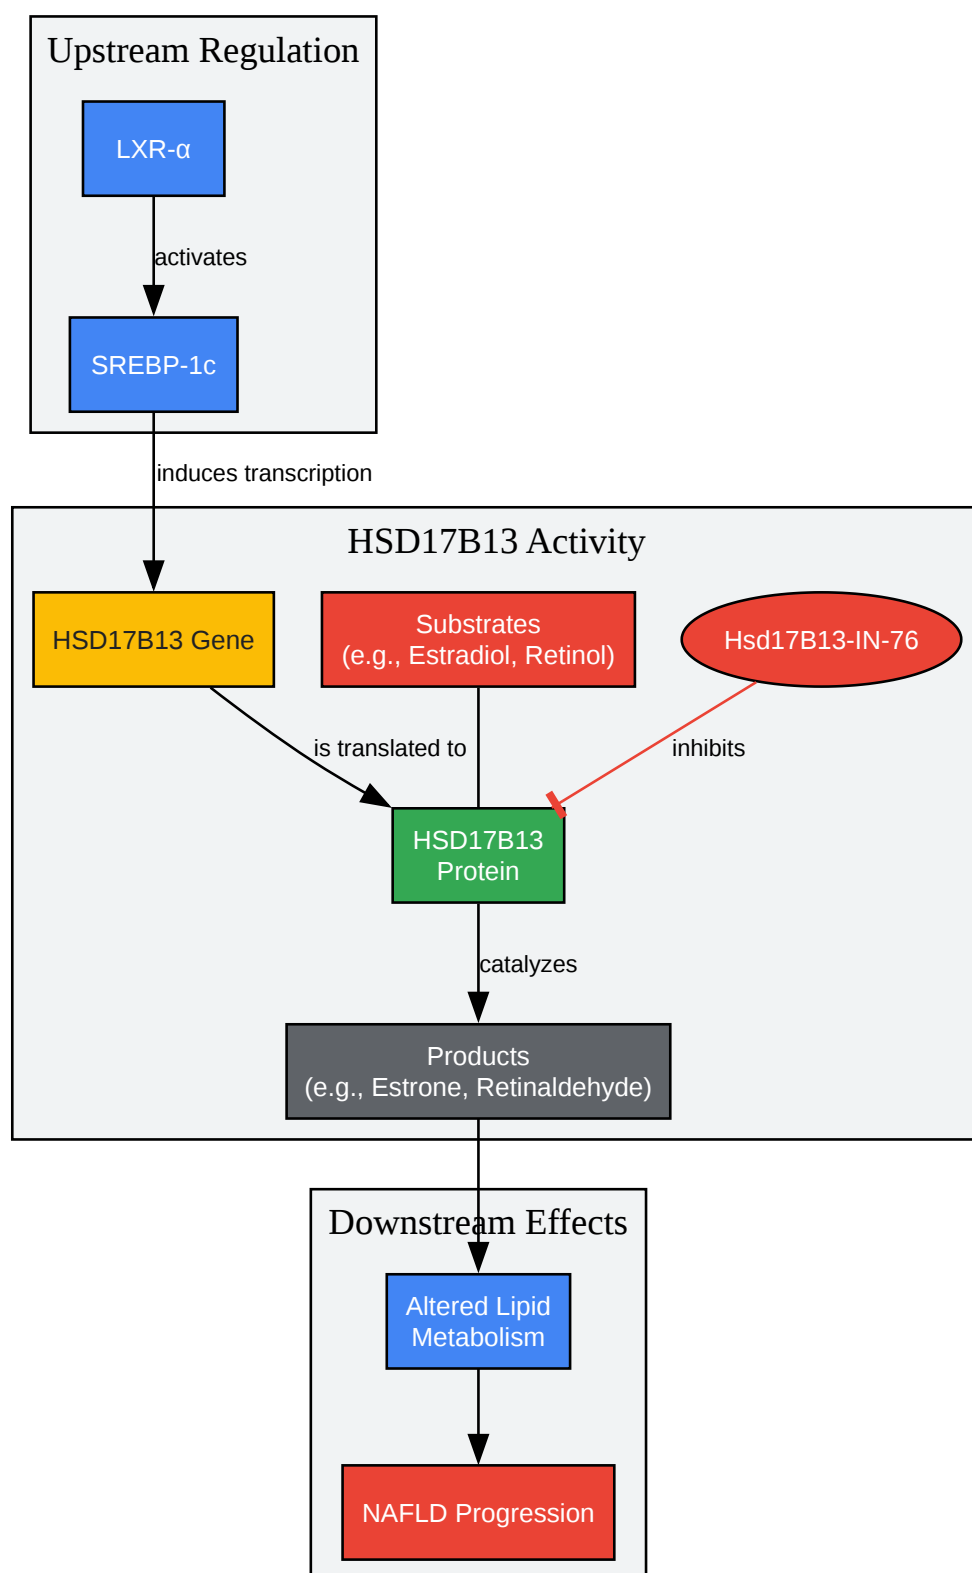 Upstream Regulation
LXR-α
activates
SREBP-1c
induces transcription
HSD17B13 Activity
HSD17B13 Gene
Substrates
(e.g., Estradiol, Retinol)
Hsd17B13-IN-76
is translated to
inhibits
HSD17B13
Protein
catalyzes
Products
(e.g., Estrone, Retinaldehyde)
Downstream Effects
Altered Lipid
Metabolism
NAFLD Progression